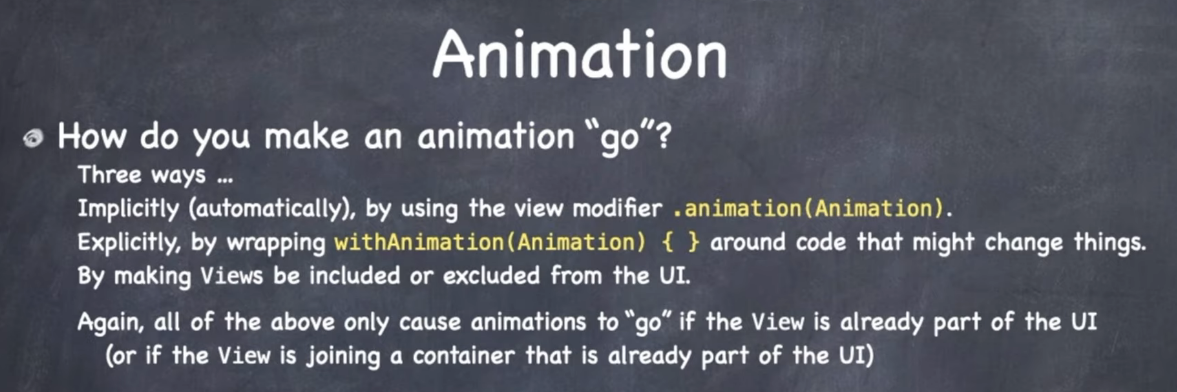 Animation
How do you make an animation “go”?
Three ways ...
Implicitly (automatically), by using the view modifier .animation(Animation).
Explicitly, by wrapping withAnimation(Animation) { } around code that might change things.
By making Views be included or excluded from the UI.
Again, all of the above only cause animations to “go” if the View is already part of the UI
(or if the View is joining a container that is already part of the UI)